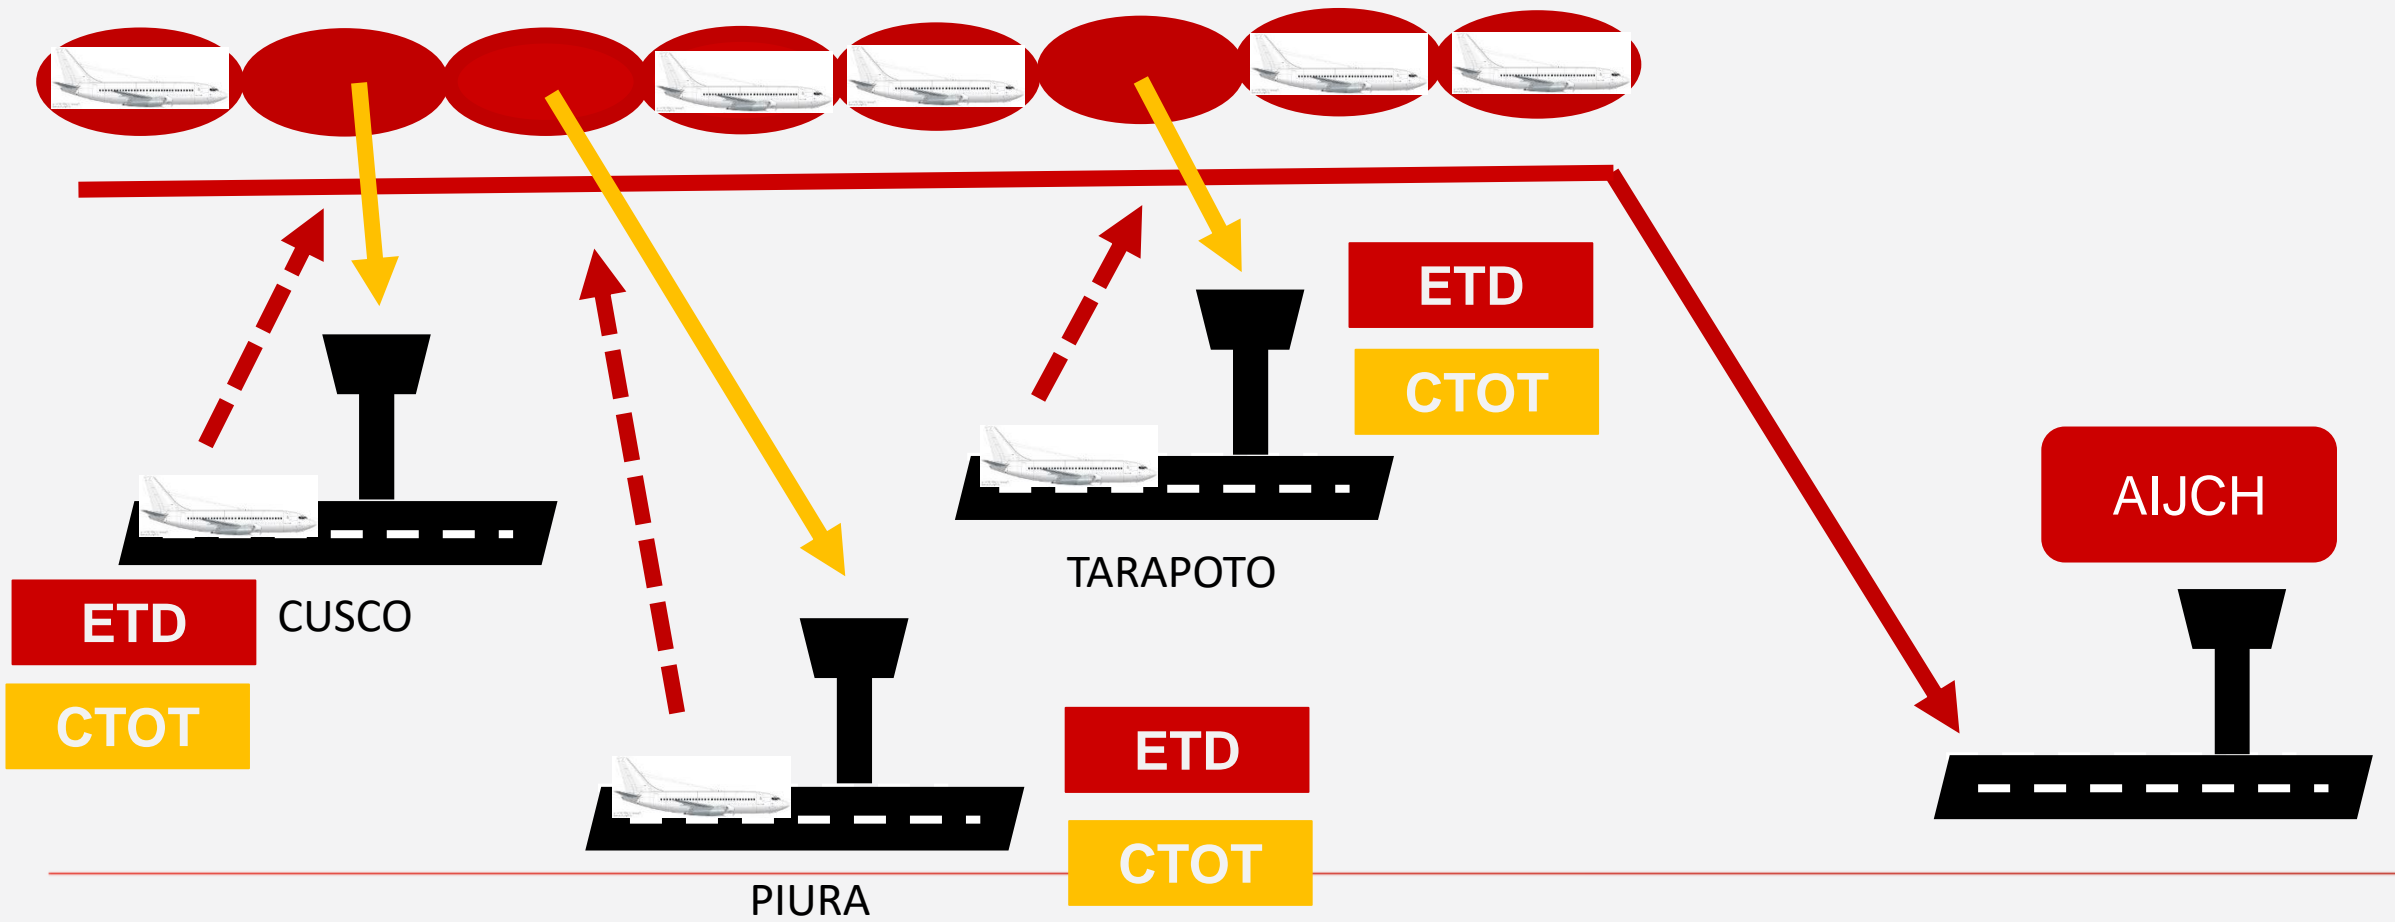 ETD
CTOT
AIJCH
TARAPOTO
ETD
CUSCO
CTOT
ETD
CTOT
PIURA